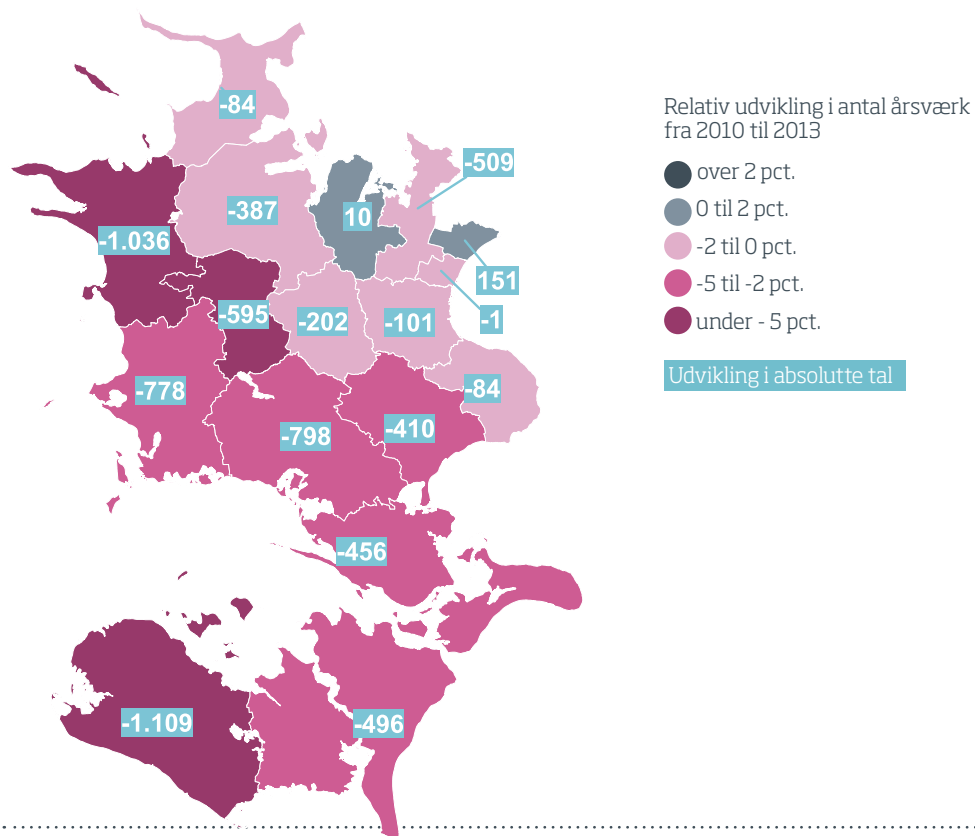 -84
-509
-387
10
-1.036
151
-595
-202
-101
-1
-778
-84
-798
-410
-456
-1.109
-496
Relativ udvikling i antal årsværk
fra 2010 til 2013
over 2 pct.
0 til 2 pct.
-2 til 0 pct.
-5 til -2 pct.
under - 5 pct.
Udvikling i absolutte tal